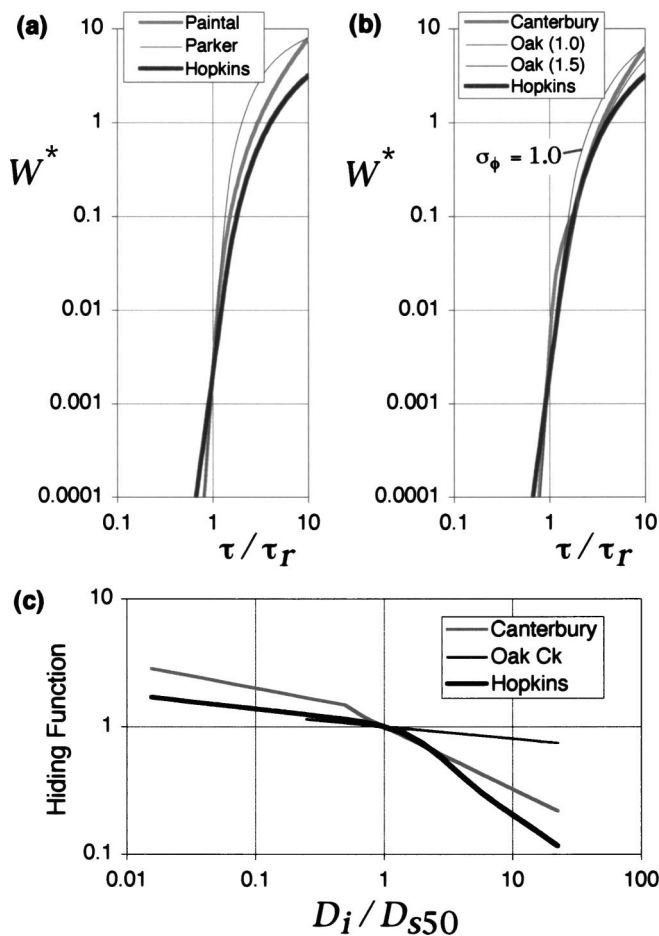 (a)
Paintal
Parker
Hopkins
10
1
W*
0.1
0.01
0.001
0.0001
0.1 1 10
τ/τr
(b)
Canterbury
Oak (1.0)
Oak (1.5)
Hopkins
10
1
W*
σϕ = 1.0
0.1
0.01
0.001
0.0001
0.1 1 10
τ/τr
(c)
10
Canterbury
Oak Ck
Hopkins
Hiding Function
1
0.1
0.01 0.1 1 10 100
Di/Ds50